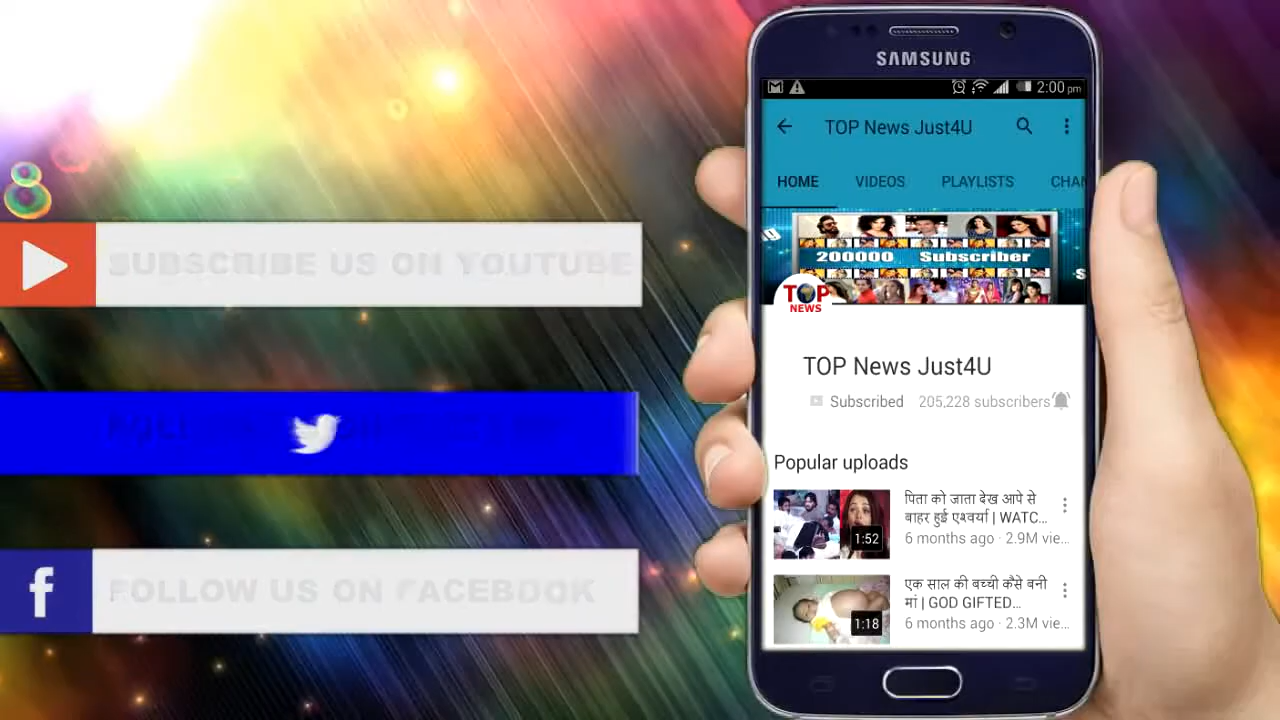 SUBSCRIBE US ON YOUTUBE
FOLLOW US ON FACEBOOK
SAMSUNG
2:00 pm
TOP News Just4U
HOME VIDEOS PLAYLISTS CHAN
200000 Subscriber
TOP
NEWS
TOP News Just4U
Subscribed 205,228 subscribers
Popular uploads
पिता को जाता देख आपे से
बाहर हुई एश्वर्या | WATC...
1:52
6 months ago · 2.9M vie...
एक साल की बच्ची कैसे बनी
मां | GOD GIFTED...
1:18
6 months ago · 2.3M vie...